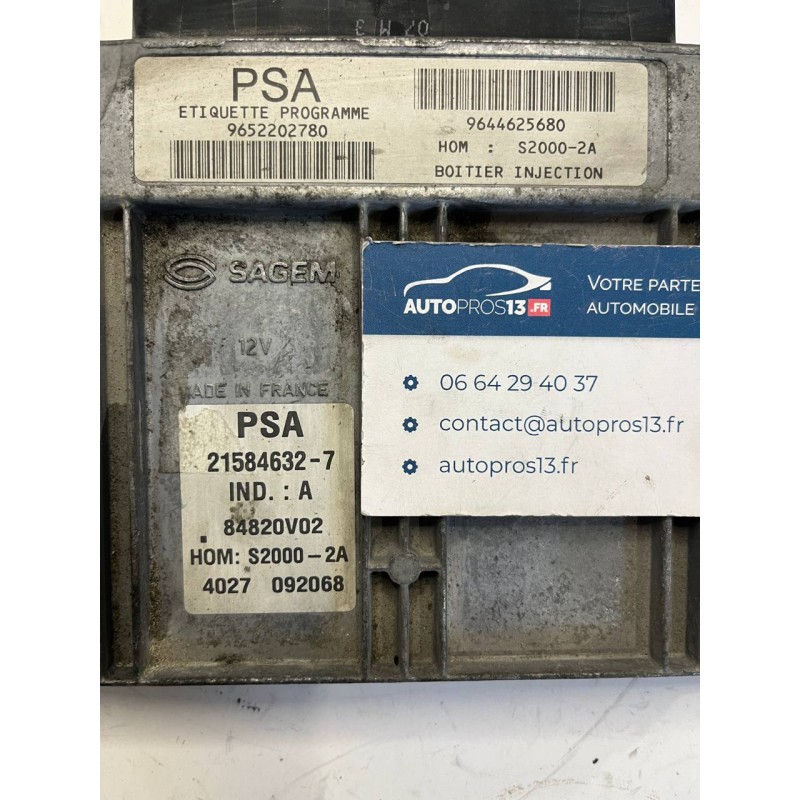 PSA
ETIQUETTE PROGRAMME
9652202780
9644625680
HOM : S2000-2A
BOITIER INJECTION
SAGEM
12V
MADE IN FRANCE
PSA
21584632-7
IND. : A
84820V02
HOM: S2000-2A
4027 092068
AUTOPROS13.FR
VOTRE PARTE
AUTOMOBILE
06 64 29 40 37
contact@autopros13.fr
autopros13.fr